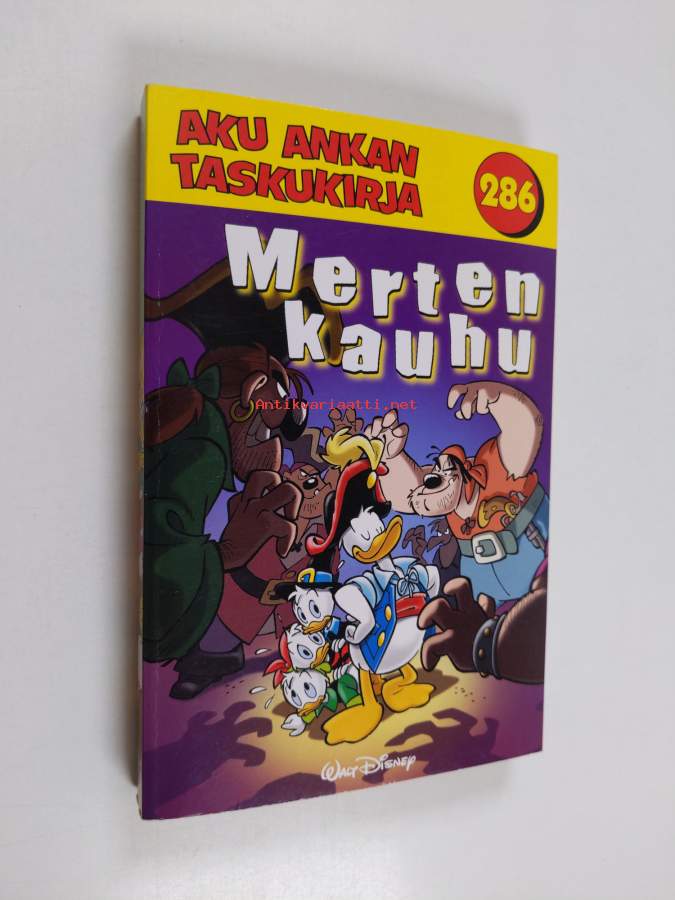 AKU ANKAN
TASKUKIRJA
286
Merten
kauhu
Antikvariaatti.net
WALT DISNEY